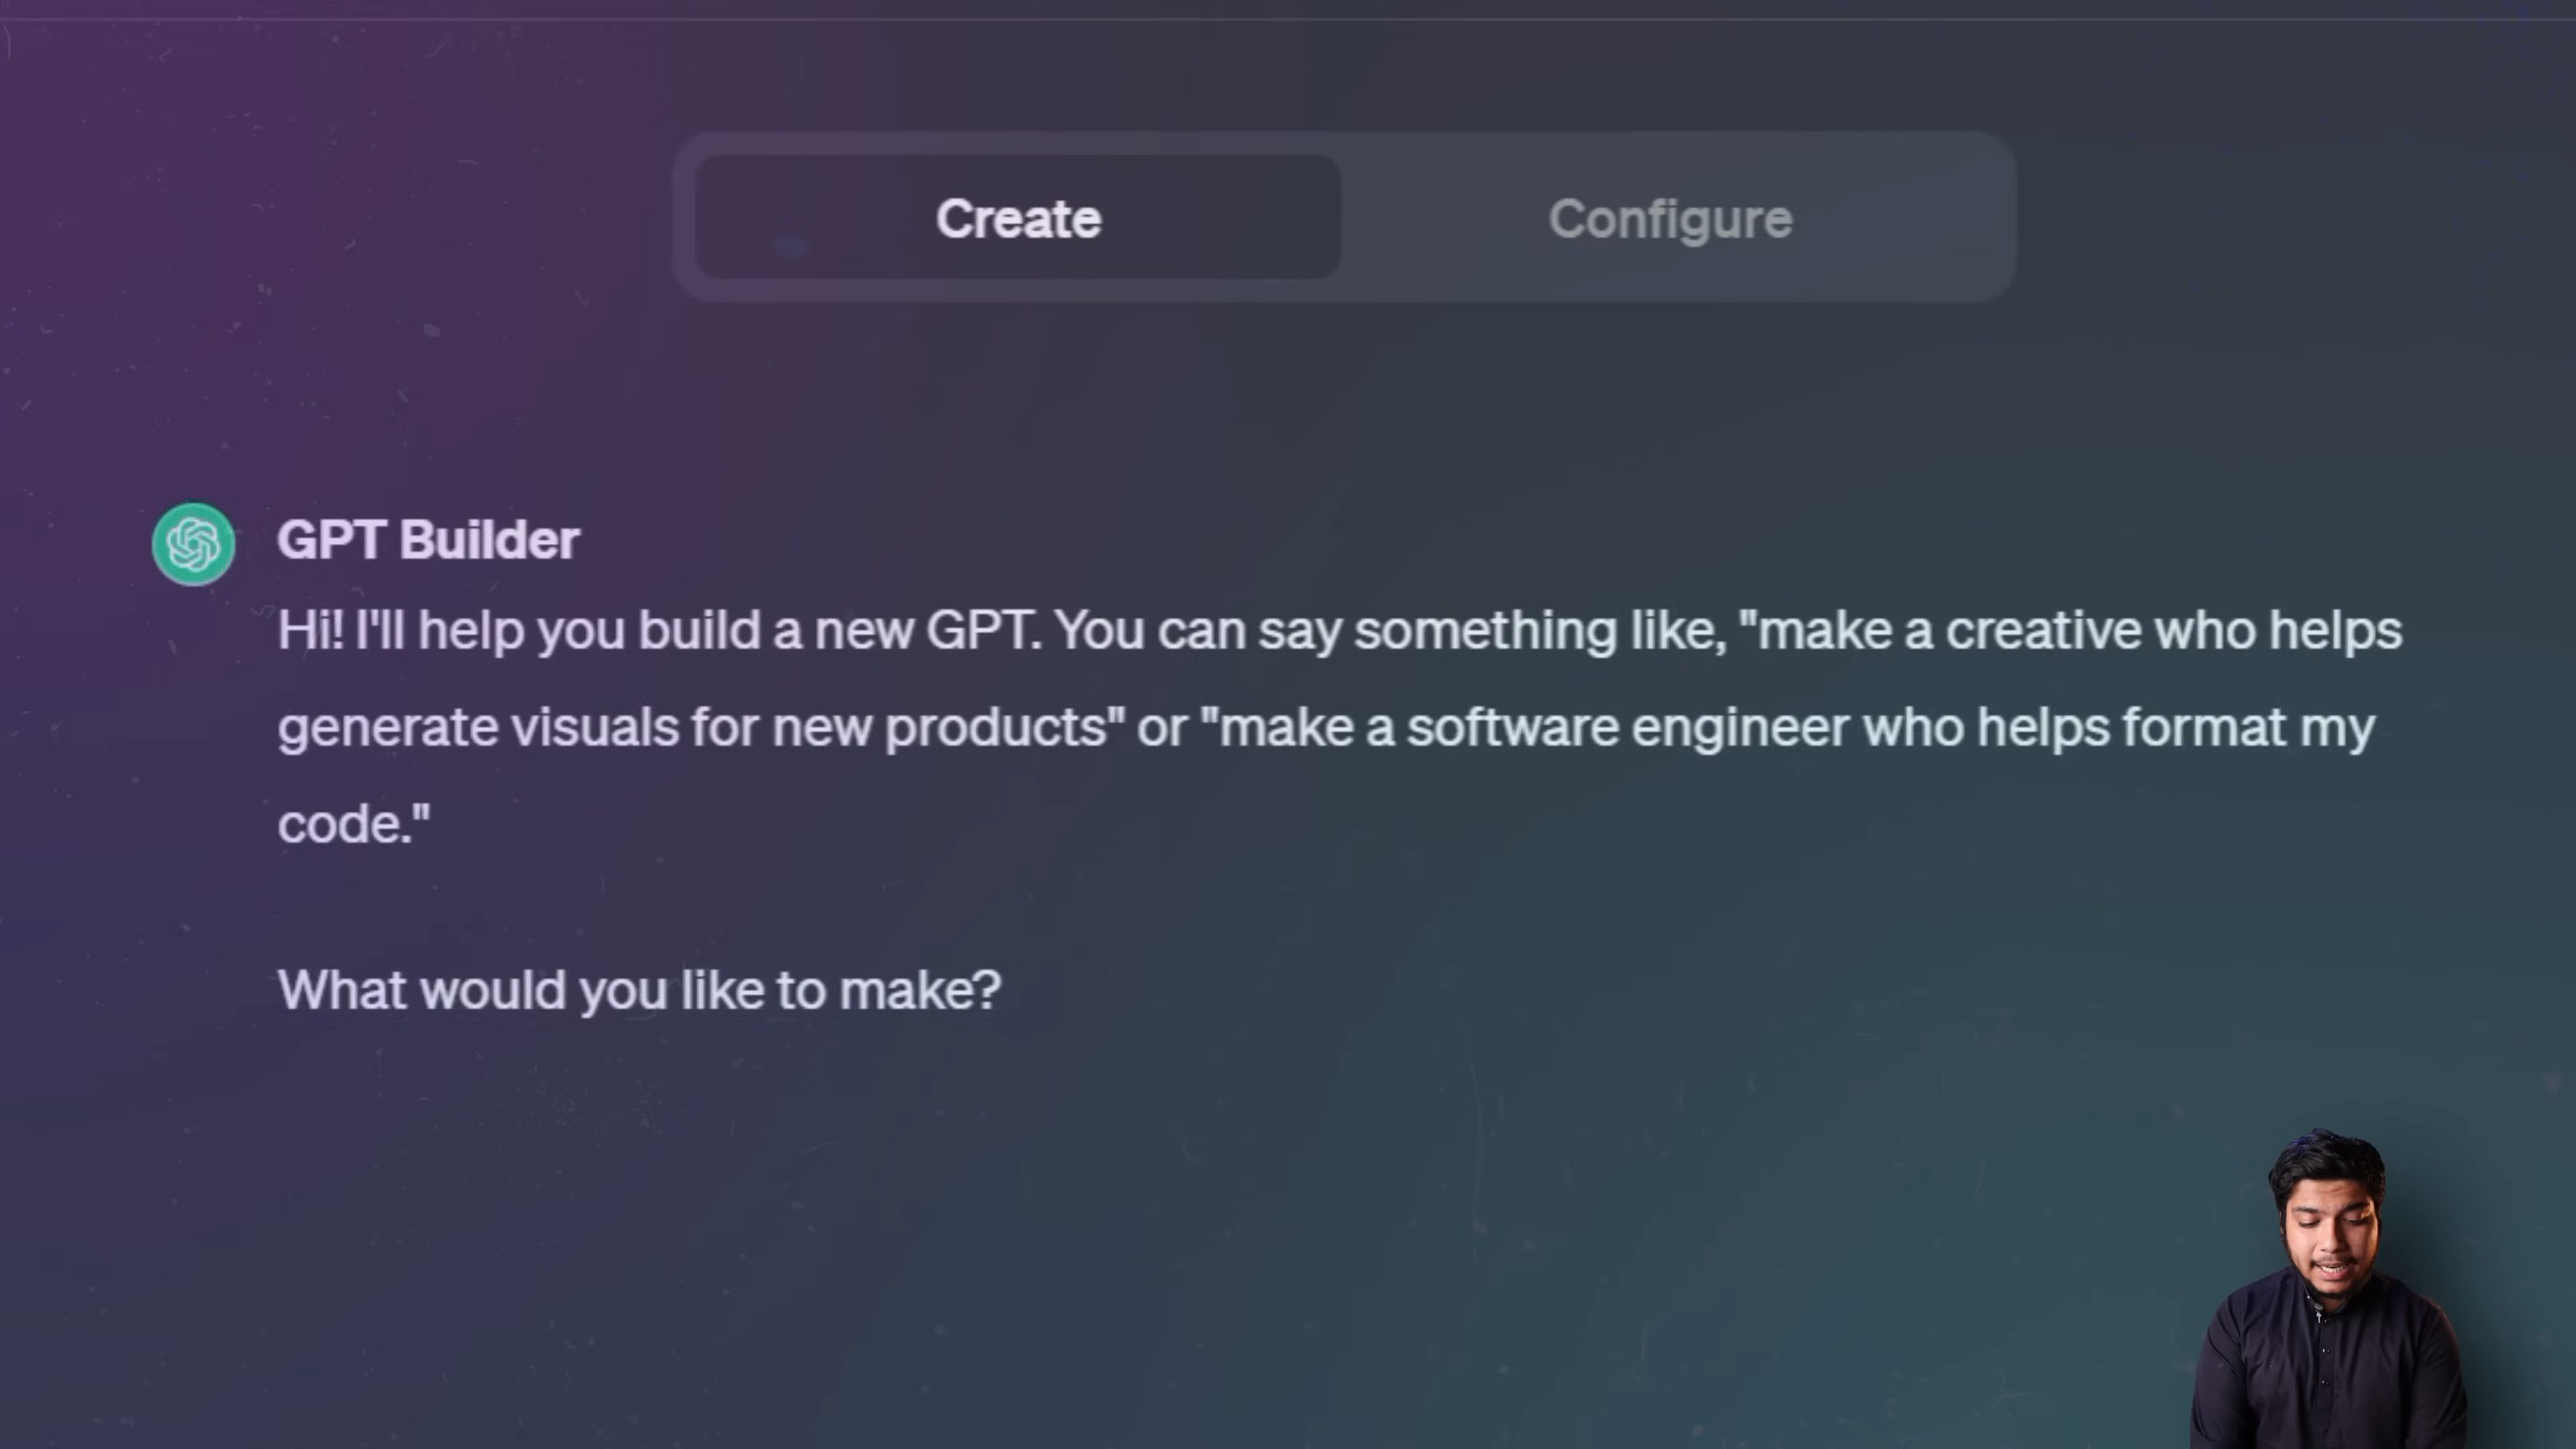 Create
Configure
GPT Builder
Hi! I'll help you build a new GPT. You can say something like, "make a creative who helps
generate visuals for new products" or "make a software engineer who helps format my
code."
What would you like to make?